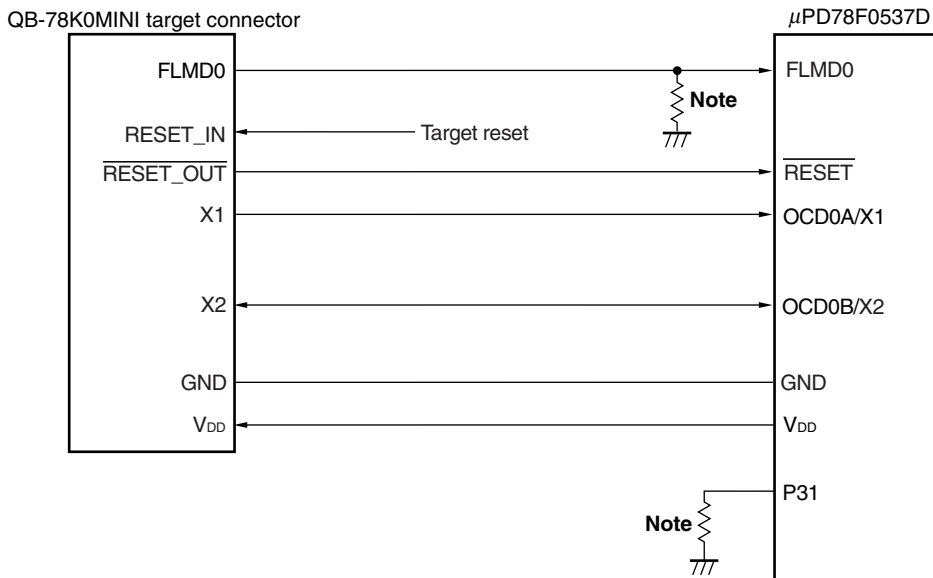 QB-78K0MINI target connector
μPD78F0537D
FLMD0
FLMD0
Note
RESET_IN
Target reset
RESET_OUT
RESET
X1
OCD0A/X1
X2
OCD0B/X2
GND
GND
VDD
VDD
P31
Note